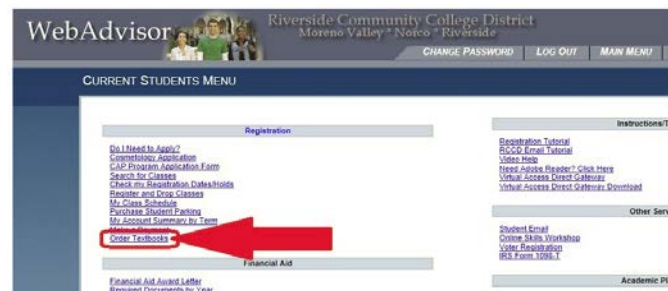 WebAdvisor
Riverside Community College District
Moreno Valley * Norco * Riverside
CHANGE PASSWORD LOG OUT MAIN MENU
CURRENT STUDENTS MENU
Registration
Do I Need to Apply?
Cosmetology Application
CAP Program Application Form
Search for Classes
Check my Registration Dates/Holds
Register and Drop Classes
My Class Schedule
Purchase Student Parking
My Account Summary by Term
Make a Payment
Order Textbooks
Financial Aid
Financial Aid Award Letter
Required Documents by Year
Instructions/T
Registration Tutorial
RCCD Email Tutorial
Video Help
Need Adobe Reader? Click Here
Virtual Access Direct Gateway
Virtual Access Direct Gateway Download
Other Serv
Student Email
Online Skills Workshop
Voter Registration
IRS Form 1098-T
Academic Pl